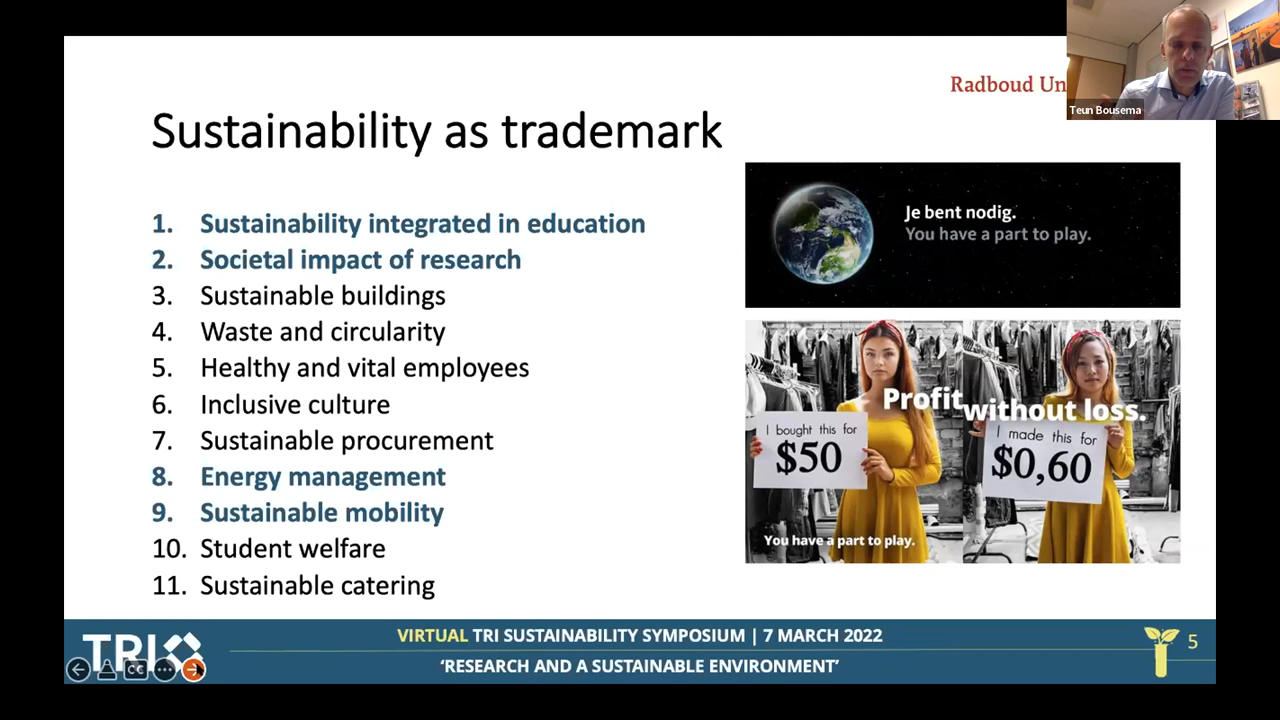 Radboud Un
Teun Bousema
Sustainability as trademark
1. Sustainability integrated in education
2. Societal impact of research
3. Sustainable buildings
4. Waste and circularity
5. Healthy and vital employees
6. Inclusive culture
7. Sustainable procurement
8. Energy management
9. Sustainable mobility
10. Student welfare
11. Sustainable catering
Je bent nodig.
You have a part to play.
Profit without loss.
I bought this for
$50
I made this for
$0,60
You have a part to play.
TRI
VIRTUAL TRI SUSTAINABILITY SYMPOSIUM | 7 MARCH 2022
‘RESEARCH AND A SUSTAINABLE ENVIRONMENT’
5
CC